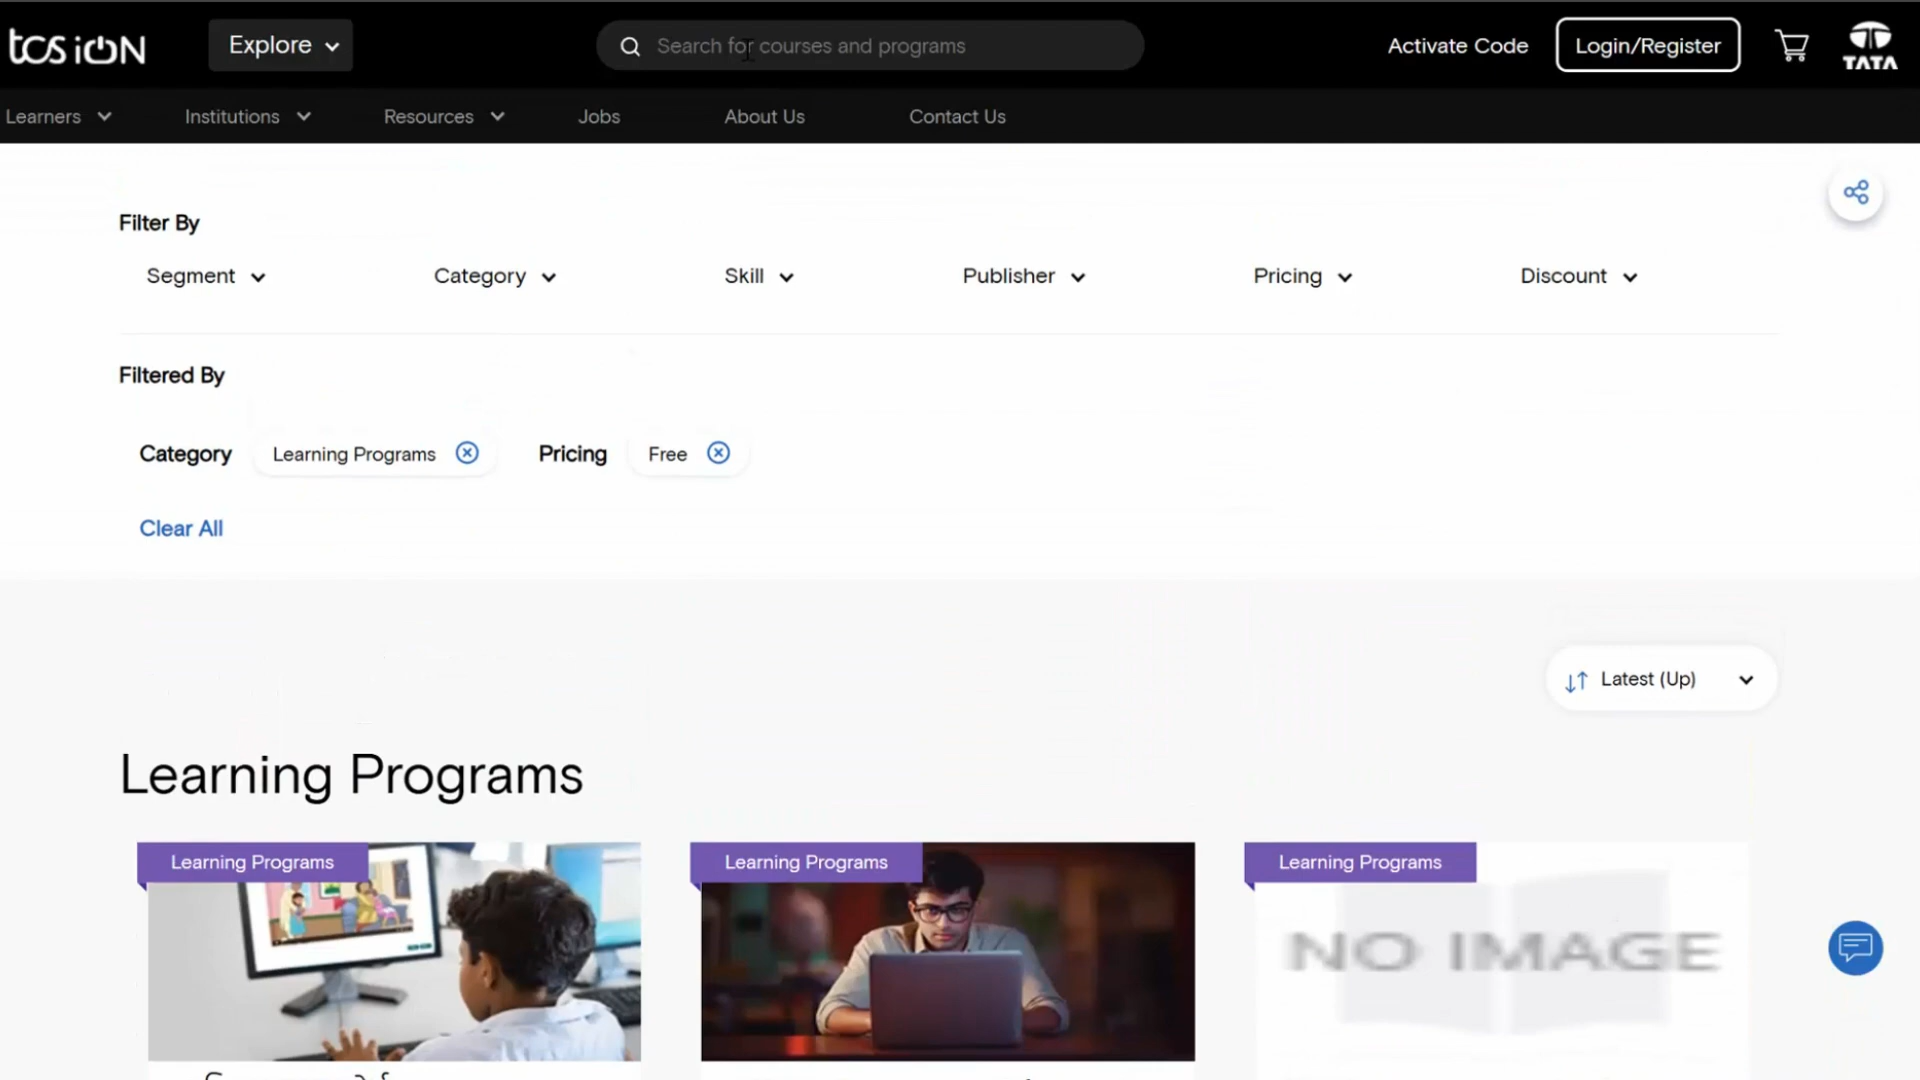 tcs iON
Explore
Search for courses and programs
Activate Code
Login/Register
TATA
Learners
Institutions
Resources
Jobs
About Us
Contact Us
Filter By
Segment
Category
Skill
Publisher
Pricing
Discount
Filtered By
Category
Learning Programs
Pricing
Free
Clear All
Latest (Up)
Learning Programs
Learning Programs
Learning Programs
Learning Programs
NO IMAGE